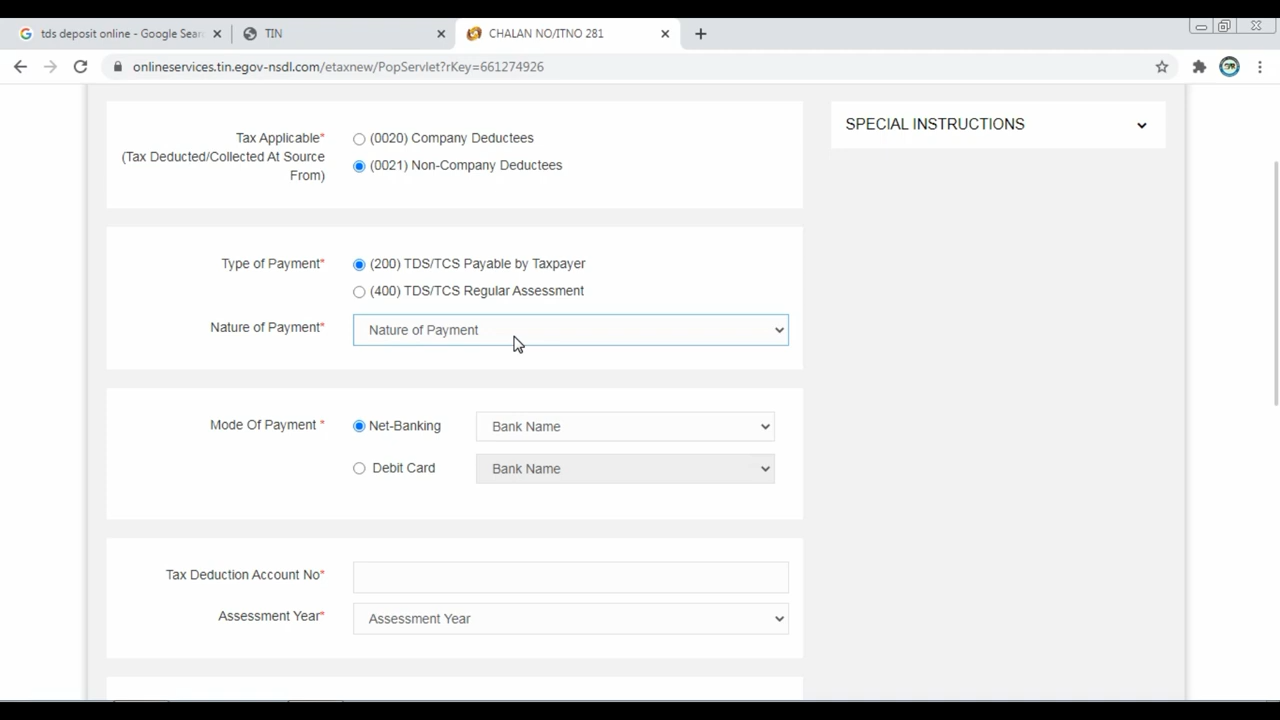 tds deposit online - Google Sear
TIN
CHALAN NO/ITNO 281
onlineservices.tin.egov-nsdl.com/etaxnew/PopServlet?rKey=661274926
Tax Applicable*
(Tax Deducted/Collected At Source
From)
(0020) Company Deductees
(0021) Non-Company Deductees
SPECIAL INSTRUCTIONS
Type of Payment*
(200) TDS/TCS Payable by Taxpayer
(400) TDS/TCS Regular Assessment
Nature of Payment*
Nature of Payment
Mode Of Payment *
Net-Banking
Bank Name
Debit Card
Bank Name
Tax Deduction Account No*
Assessment Year*
Assessment Year